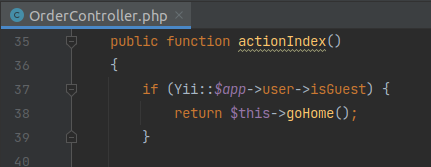 OrderController.php
35 public function actionIndex()
36 {
37 if (Yii::$app->user->isGuest) {
38 return $this->goHome();
39 }
40